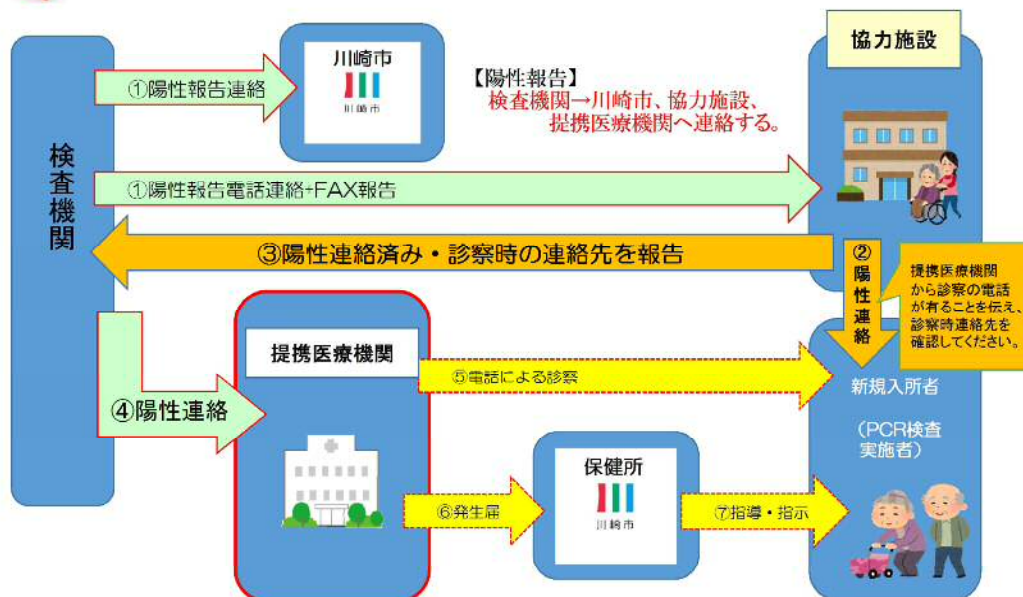 検査機関
①陽性報告連絡
川崎市
川崎市
【陽性報告】
検査機関→川崎市、協力施設、
提携医療機関へ連絡する。
協力施設
①陽性報告電話連絡+FAX報告
③陽性連絡済み・診察時の連絡先を報告
②陽性連絡
提携医療機関
から診察の電話
が有ることを伝え、
診察時連絡先を
確認してください。
④陽性連絡
提携医療機関
⑤電話による診察
新規入所者
（PCR検査
実施者）
⑥発生届
保健所
川崎市
⑦指導・指示